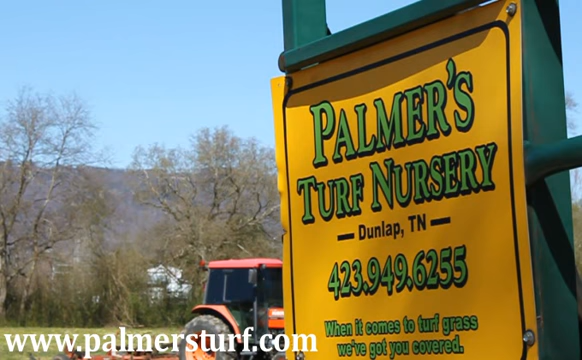 PALMER'S
TURF NURSERY
— Dunlap, TN —
423.949.6255
When it comes to turf grass
we've got you covered.
www.palmersturf.com